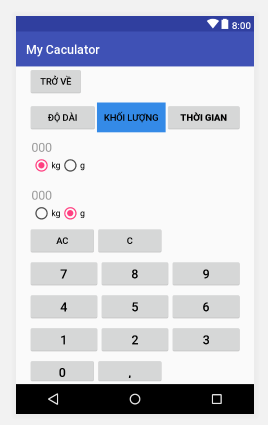 8:00
My Caculator
TRỞ VỀ
ĐỘ DÀI KHỐI LƯỢNG THỜI GIAN
000
kg g
000
kg g
AC C
7 8 9
4 5 6
1 2 3
0 .